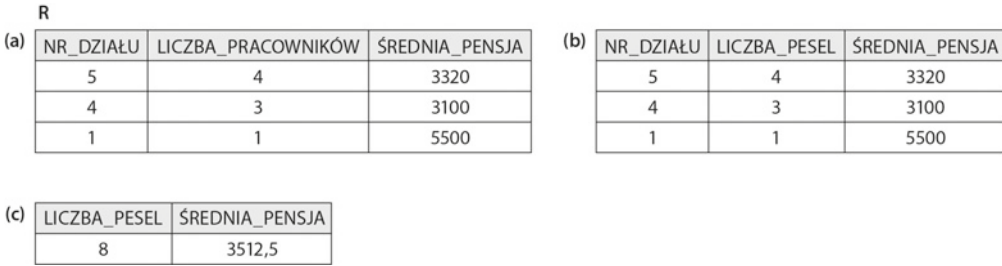 R
(a) NR_DZIAŁU LICZBA_PRACOWNIKÓW ŚREDNIA_PENSJA
5 4 3320
4 3 3100
1 1 5500
(b) NR_DZIAŁU LICZBA_PESEL ŚREDNIA_PENSJA
5 4 3320
4 3 3100
1 1 5500
(c) LICZBA_PESEL ŚREDNIA_PENSJA
8 3512,5